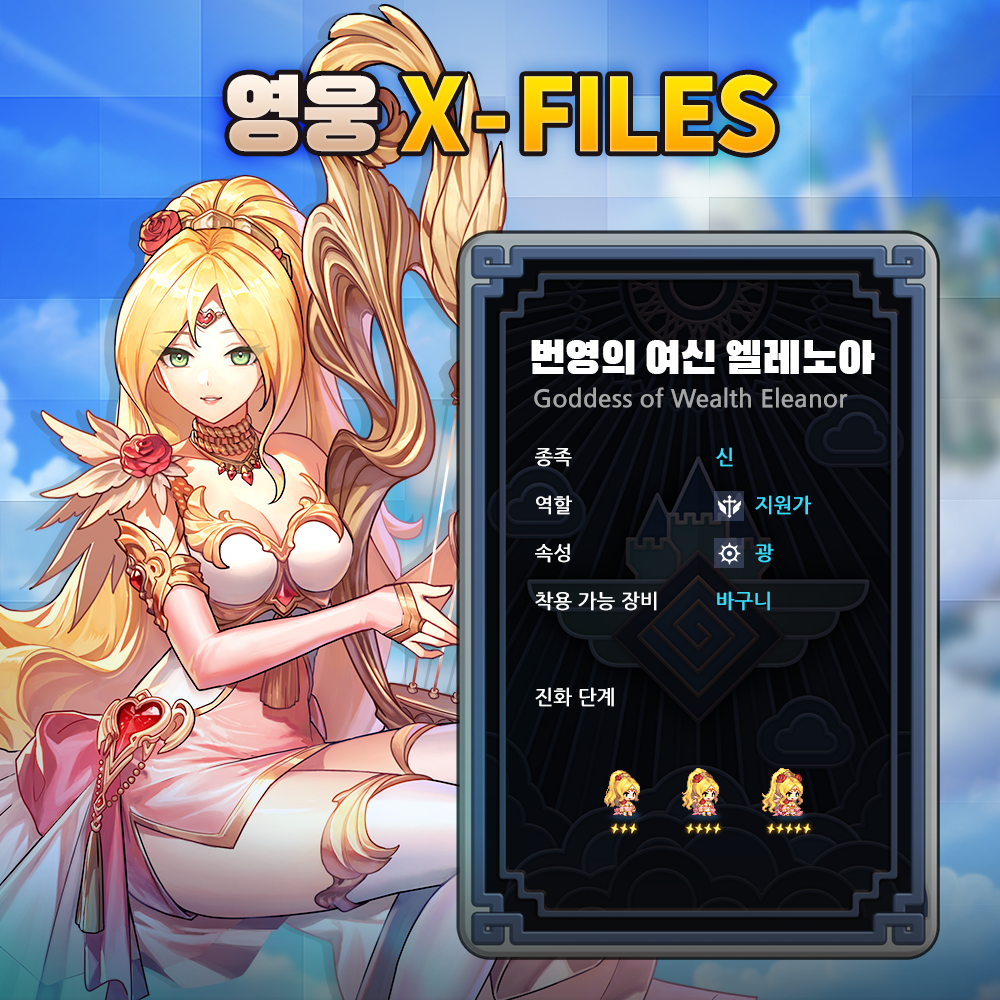 영웅 X-FILES
번영의 여신 엘레노아
Goddess of Wealth Eleanor
종족 신
역할 지원가
속성 광
착용 가능 장비 바구니
진화 단계